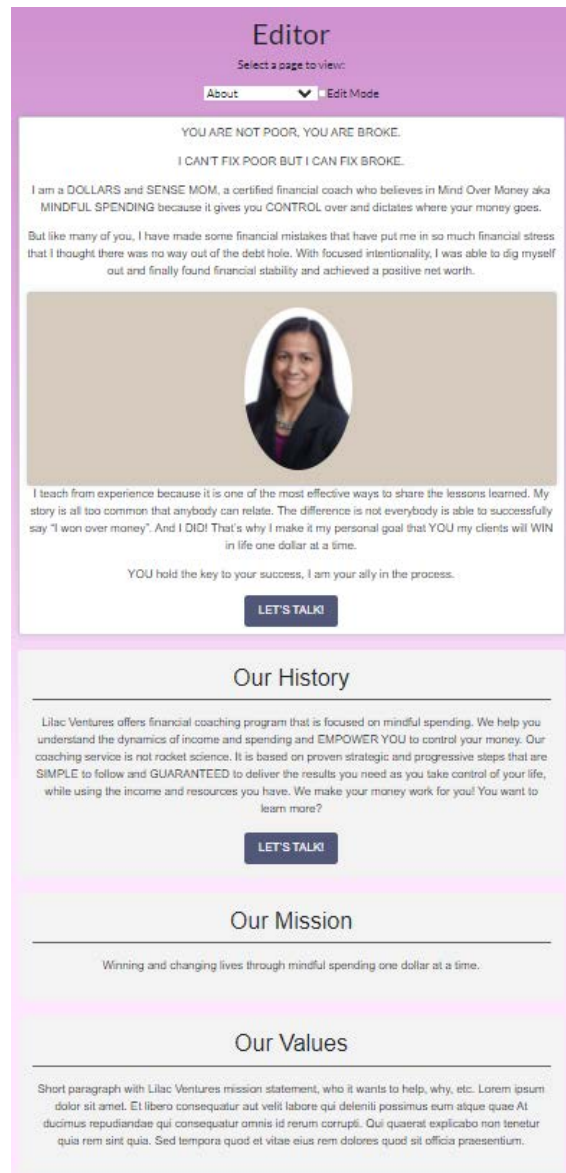 Editor
Select a page to view:
About
Edit Mode
YOU ARE NOT POOR, YOU ARE BROKE.
I CAN'T FIX POOR BUT I CAN FIX BROKE.
I am a DOLLARS and SENSE MOM, a certified financial coach who believes in Mind Over Money aka
MINDFUL SPENDING because it gives you CONTROL over and dictates where your money goes.
But like many of you, I have made some financial mistakes that have put me in so much financial stress
that I thought there was no way out of the debt hole. With focused intentionality, I was able to dig myself
out and finally found financial stability and achieved a positive net worth.
I teach from experience because it is one of the most effective ways to share the lessons learned. My
story is all too common that anybody can relate. The difference is not everybody is able to successfully
say “I won over money”. And I DID! That's why I make it my personal goal that YOU my clients will WIN
in life one dollar at a time.
YOU hold the key to your success, I am your ally in the process.
LET'S TALK!
Our History
Lilac Ventures offers financial coaching program that is focused on mindful spending. We help you
understand the dynamics of income and spending and EMPOWER YOU to control your money. Our
coaching service is not rocket science. It is based on proven strategic and progressive steps that are
SIMPLE to follow and GUARANTEED to deliver the results you need as you take control of your life,
while using the income and resources you have. We make your money work for you! You want to
learn more?
LET'S TALK!
Our Mission
Winning and changing lives through mindful spending one dollar at a time.
Our Values
Short paragraph with Lilac Ventures mission statement, who it wants to help, why, etc. Lorem ipsum
dolor sit amet. Et libero consequatur aut velit labore qui deleniti possimus eum atque quae At
ducimus repudiandae qui consequatur omnis id rerum corrupti. Qui quaerat explicabo non tenetur
quia rem sint quia. Sed tempora quod et vitae eius rem dolores quod sit officia praesentium.